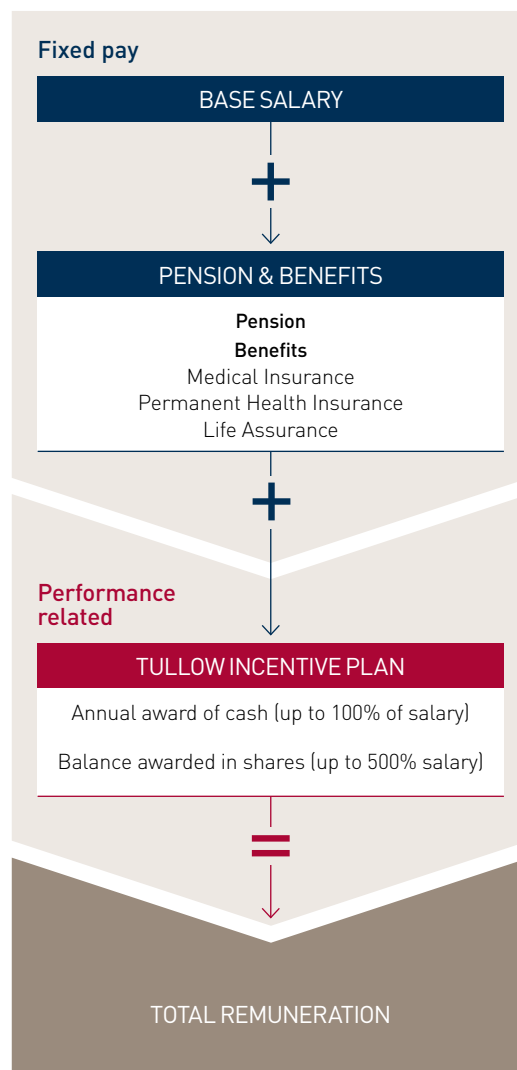 Fixed pay
BASE SALARY
+
PENSION & BENEFITS
Pension
Benefits
Medical Insurance
Permanent Health Insurance
Life Assurance
+
Performance
related
TULLOW INCENTIVE PLAN
Annual award of cash (up to 100% of salary)
Balance awarded in shares (up to 500% salary)
=
TOTAL REMUNERATION